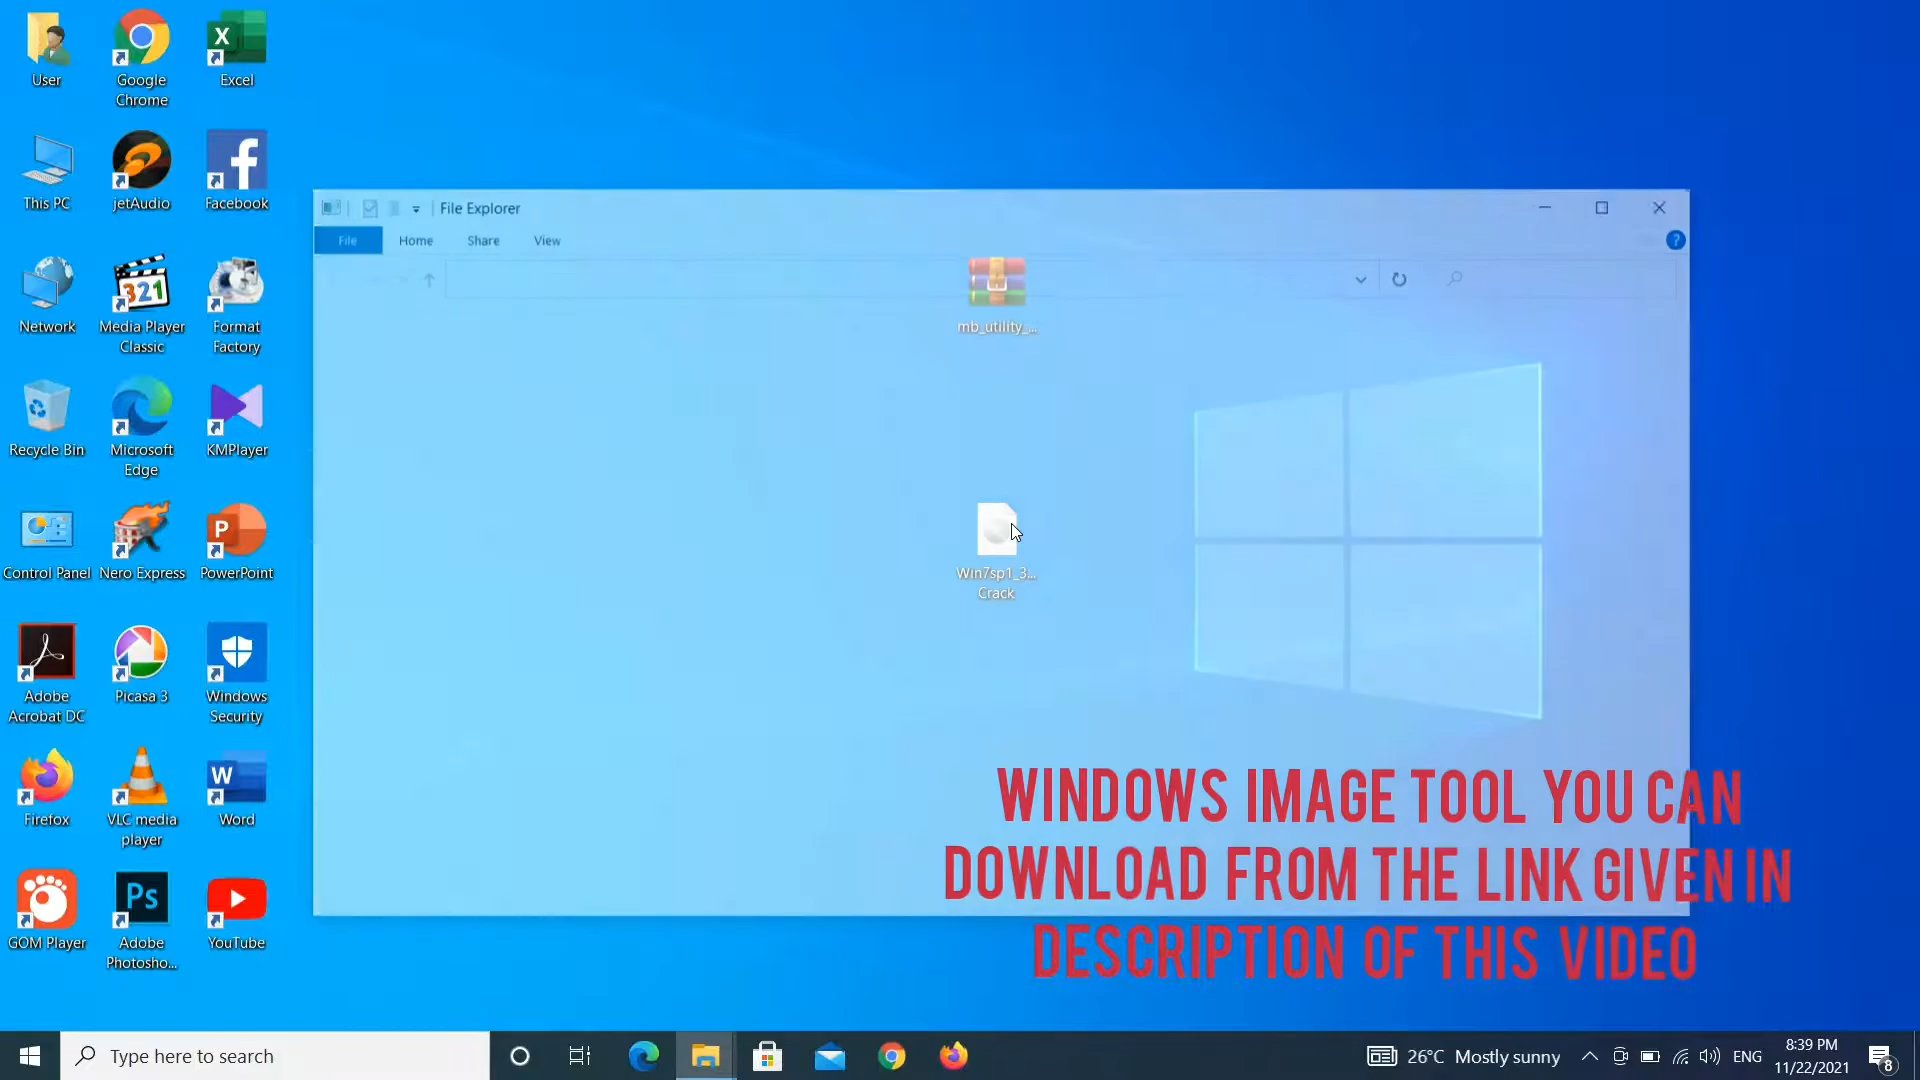 User
Google
Chrome
Excel
This PC
jetAudio
Facebook
Network
Media Player
Classic
Format
Factory
Recycle Bin
Microsoft
Edge
KMPlayer
Control Panel
Nero Express
PowerPoint
Adobe
Acrobat DC
Picasa 3
Windows
Security
Firefox
VLC media
player
Word
GOM Player
Adobe
Photosho...
YouTube
File Explorer
File
Home
Share
View
mb_utility_...
Win7sp1_3...
Crack
WINDOWS IMAGE TOOL YOU CAN
DOWNLOAD FROM THE LINK GIVEN IN
DESCRIPTION OF THIS VIDEO
Type here to search
26°C Mostly sunny
ENG
8:39 PM
11/22/2021
8
321
Ps